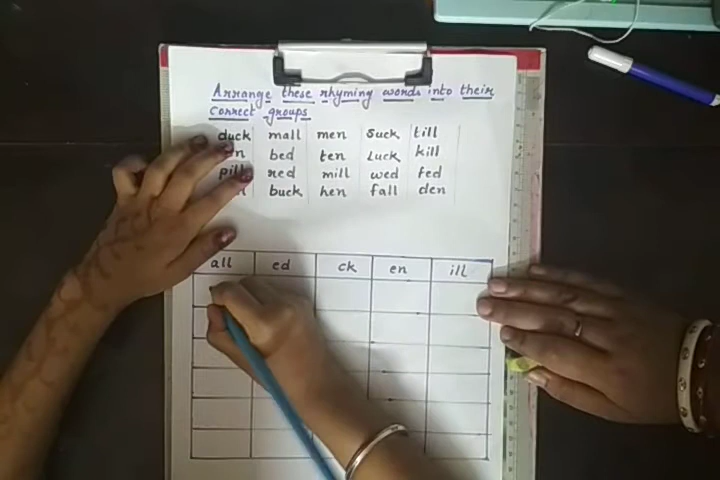 Arrange these rhyming words into their
correct groups
duck mall men suck till
bed ten luck kill
pill red mill wed fed
buck hen fall den
all ed ck en ill